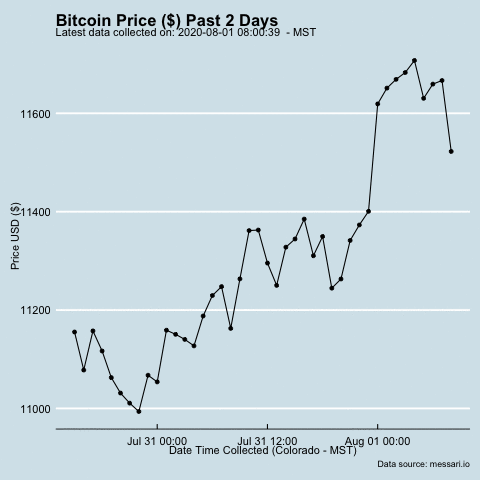 Bitcoin Price ($) Past 2 Days
Latest data collected on: 2020-08-01 08:00:39 - MST
11600
11400
Price USD ($)
11200
11000
Jul 31 00:00 Jul 31 12:00 Aug 01 00:00
Date Time Collected (Colorado - MST)
Data source: messari.io